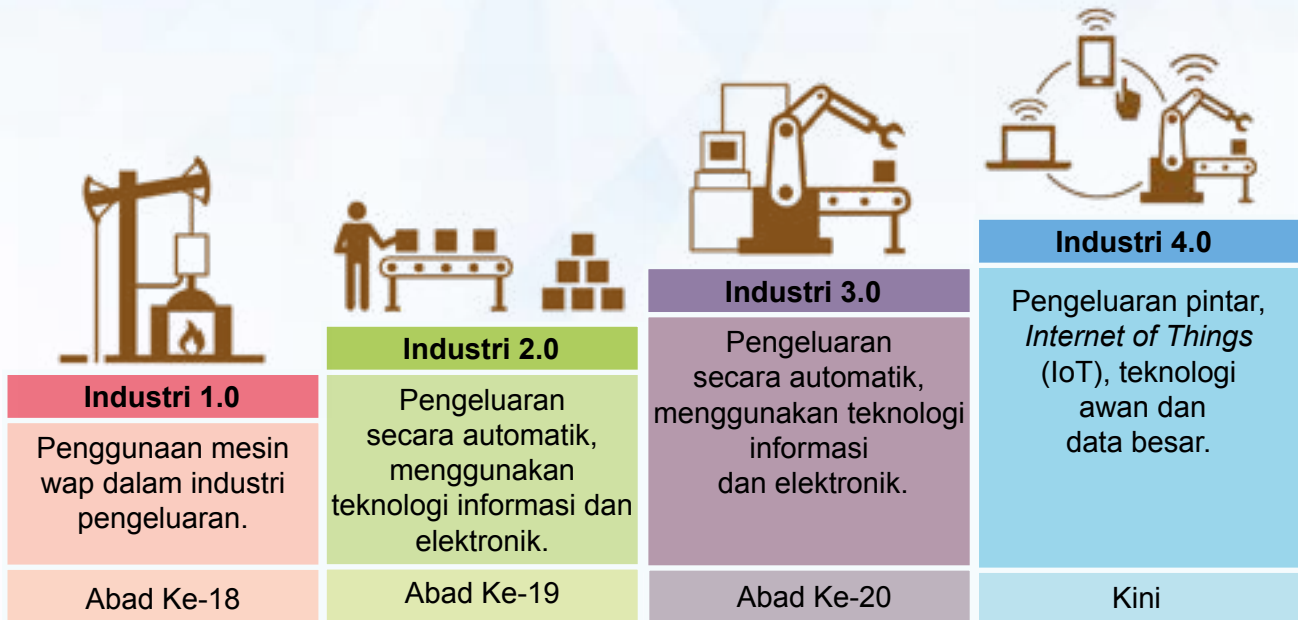 Industri 1.0
Penggunaan mesin
wap dalam industri
pengeluaran.
Abad Ke-18
Industri 2.0
Pengeluaran
secara automatik,
menggunakan
teknologi informasi dan
elektronik.
Abad Ke-19
Industri 3.0
Pengeluaran
secara automatik,
menggunakan teknologi
informasi
dan elektronik.
Abad Ke-20
Industri 4.0
Pengeluaran pintar,
Internet of Things
(IoT), teknologi
awan dan
data besar.
Kini